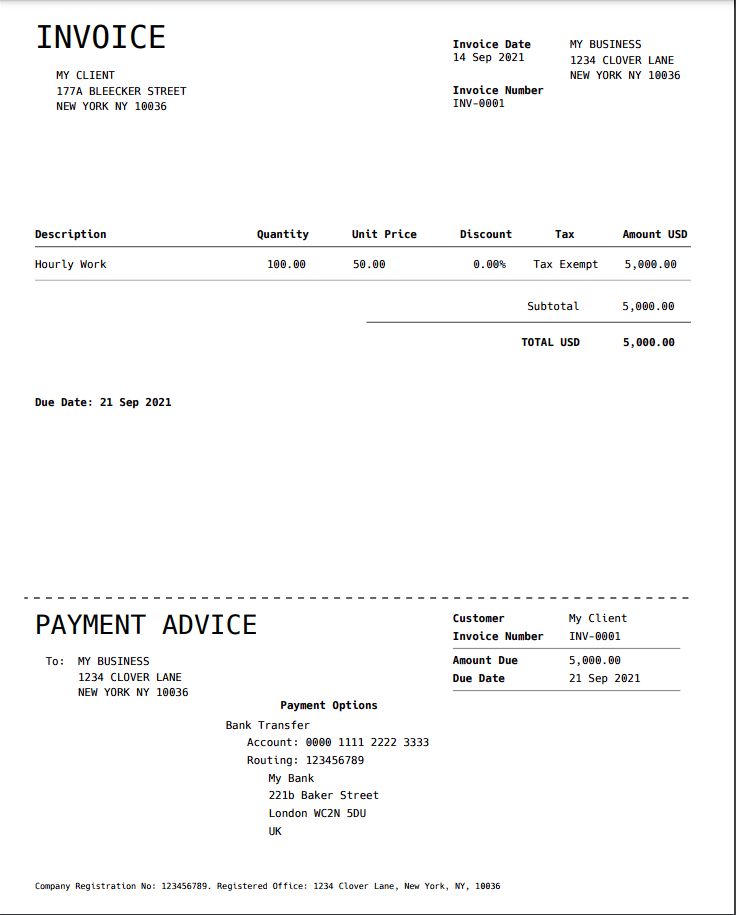 INVOICE
MY CLIENT
177A BLEECKER STREET
NEW YORK NY 10036
Invoice Date
14 Sep 2021
Invoice Number
INV-0001
MY BUSINESS
1234 CLOVER LANE
NEW YORK NY 10036
Description Quantity Unit Price Discount Tax Amount USD
Hourly Work 100.00 50.00 0.00% Tax Exempt 5,000.00
Subtotal 5,000.00
TOTAL USD 5,000.00
Due Date: 21 Sep 2021
PAYMENT ADVICE
To: MY BUSINESS
1234 CLOVER LANE
NEW YORK NY 10036
Customer My Client
Invoice Number INV-0001
Amount Due 5,000.00
Due Date 21 Sep 2021
Payment Options
Bank Transfer
Account: 0000 1111 2222 3333
Routing: 123456789
My Bank
221b Baker Street
London WC2N 5DU
UK
Company Registration No: 123456789. Registered Office: 1234 Clover Lane, New York, NY, 10036